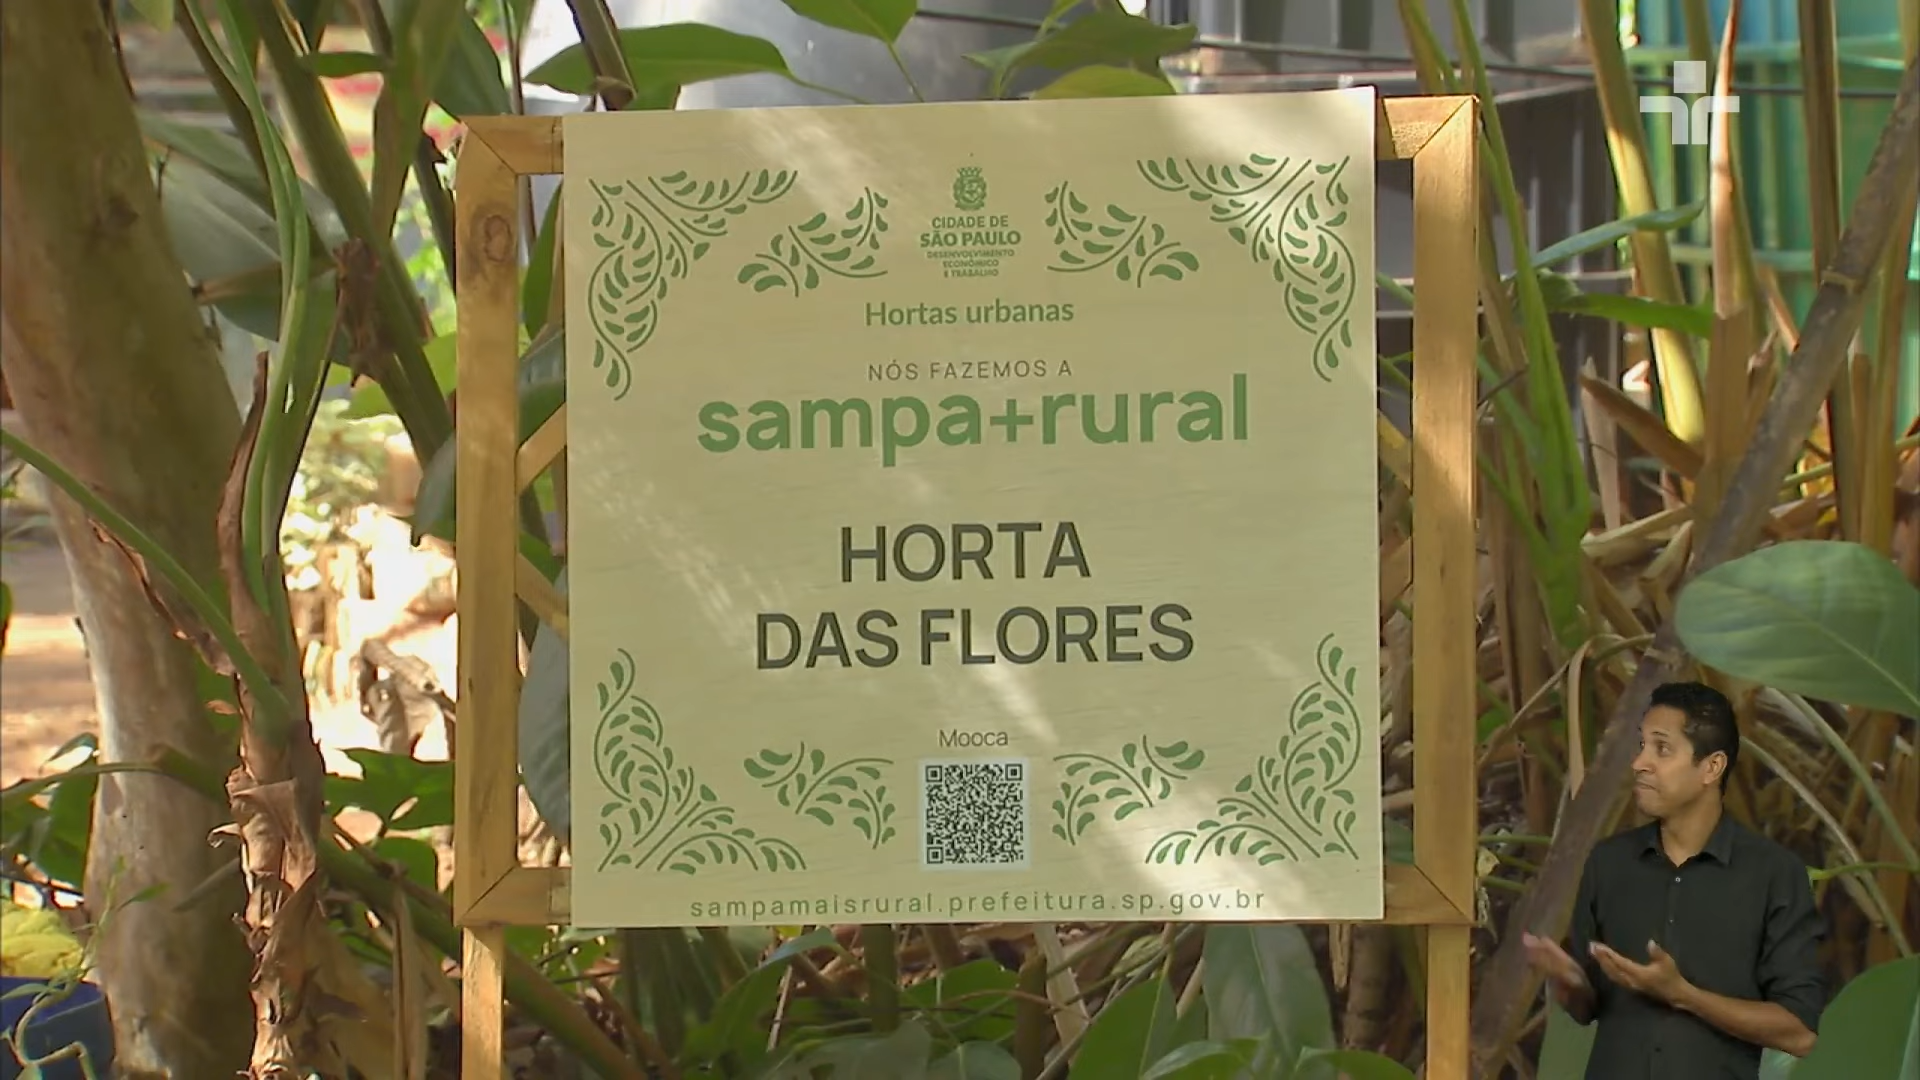 CIDADE DE
SÃO PAULO
DESENVOLVIMENTO
ECONÔMICO
E TRABALHO
Hortas urbanas
NÓS FAZEMOS A
sampa+rural
HORTA
DAS FLORES
Mooca
sampamaisrural.prefeitura.sp.gov.br